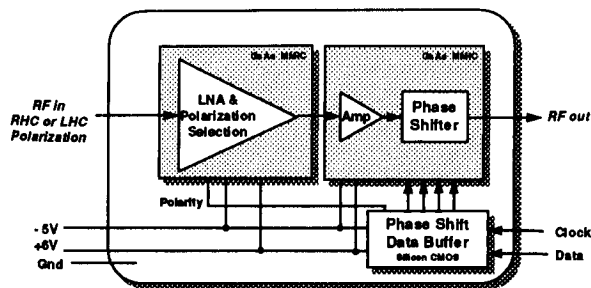 GaAs MMIC
GaAs MMIC
LNA &
Polarization
Selection
RF in
RHC or LHC
Polarization
Amp
Phase
Shifter
RF out
Polarity
- 5V
+6V
Gnd
Phase Shift
Data Buffer
Silicon CMOS
Clock
Data